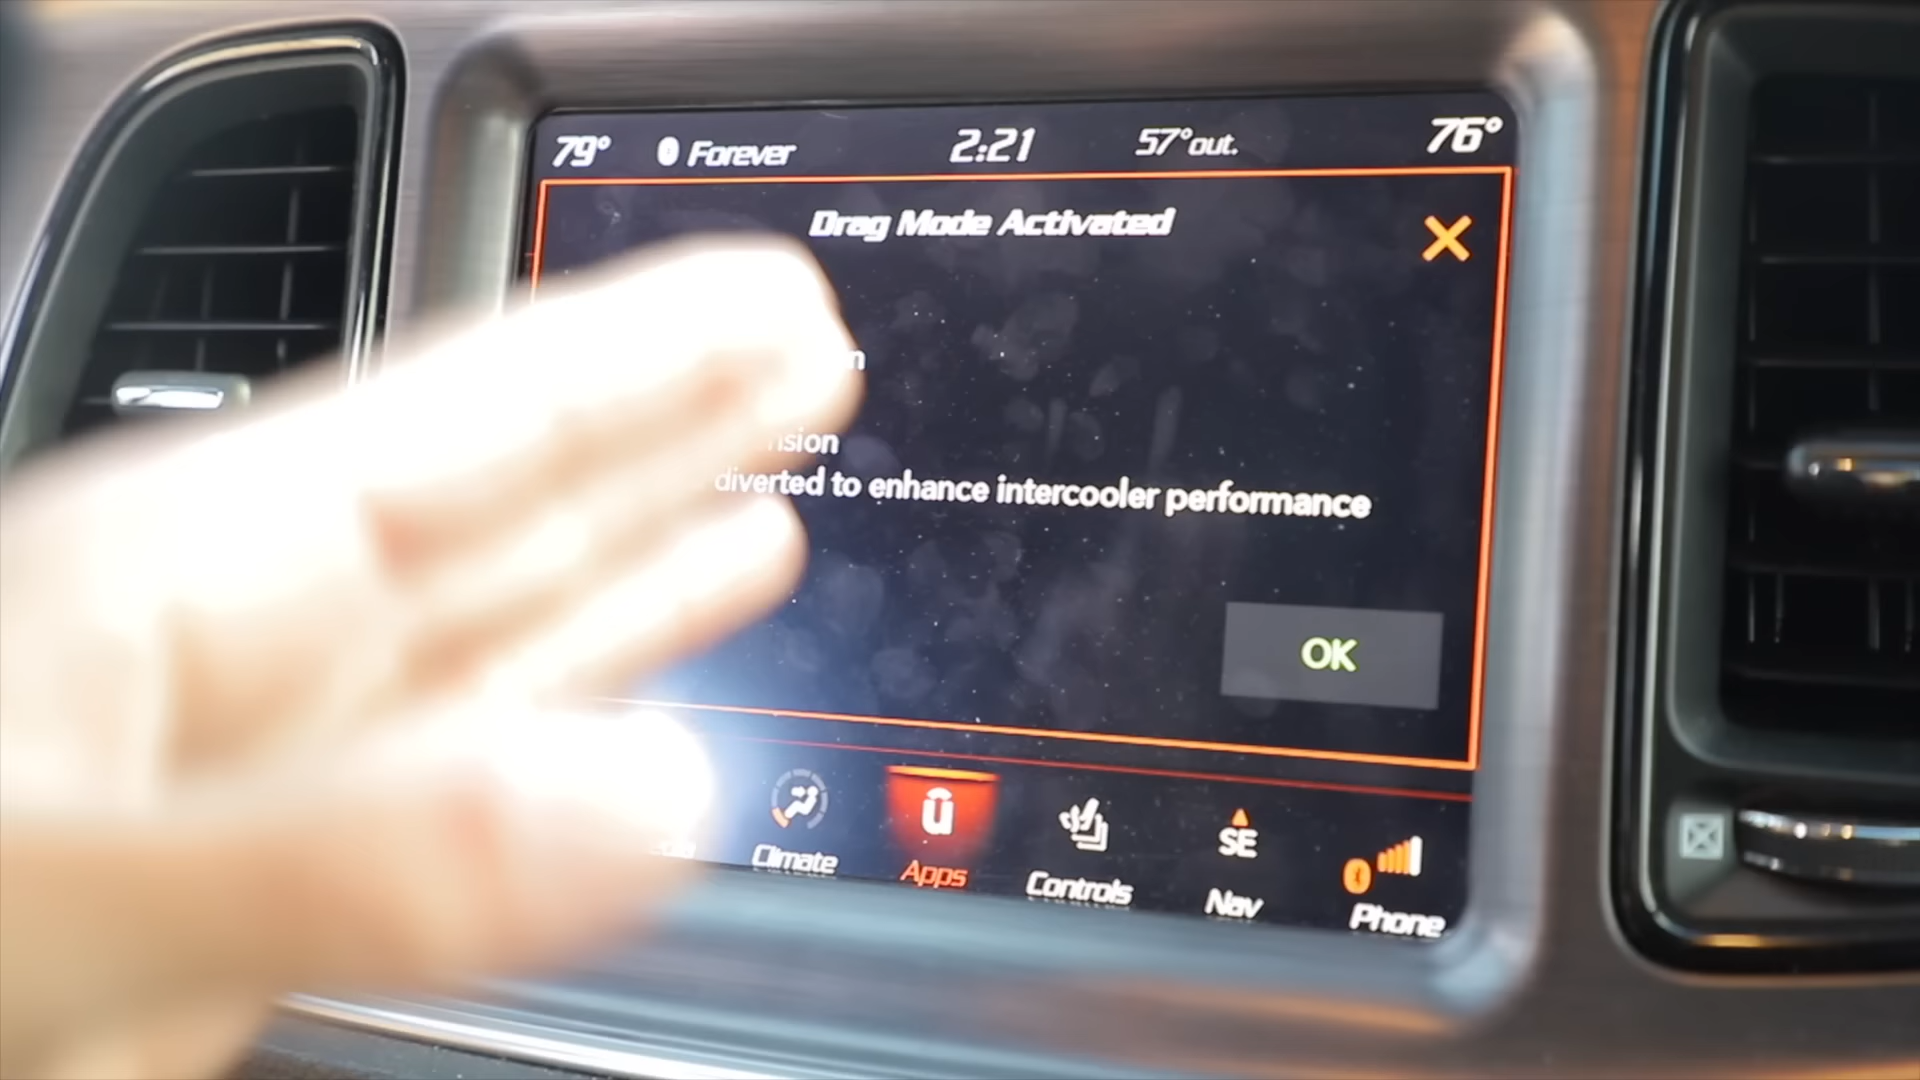 79° Forever 2:21 57°out. 76°
Drag Mode Activated
diverted to enhance intercooler performance
OK
Climate
Apps
Controls
SE
Nav
Phone